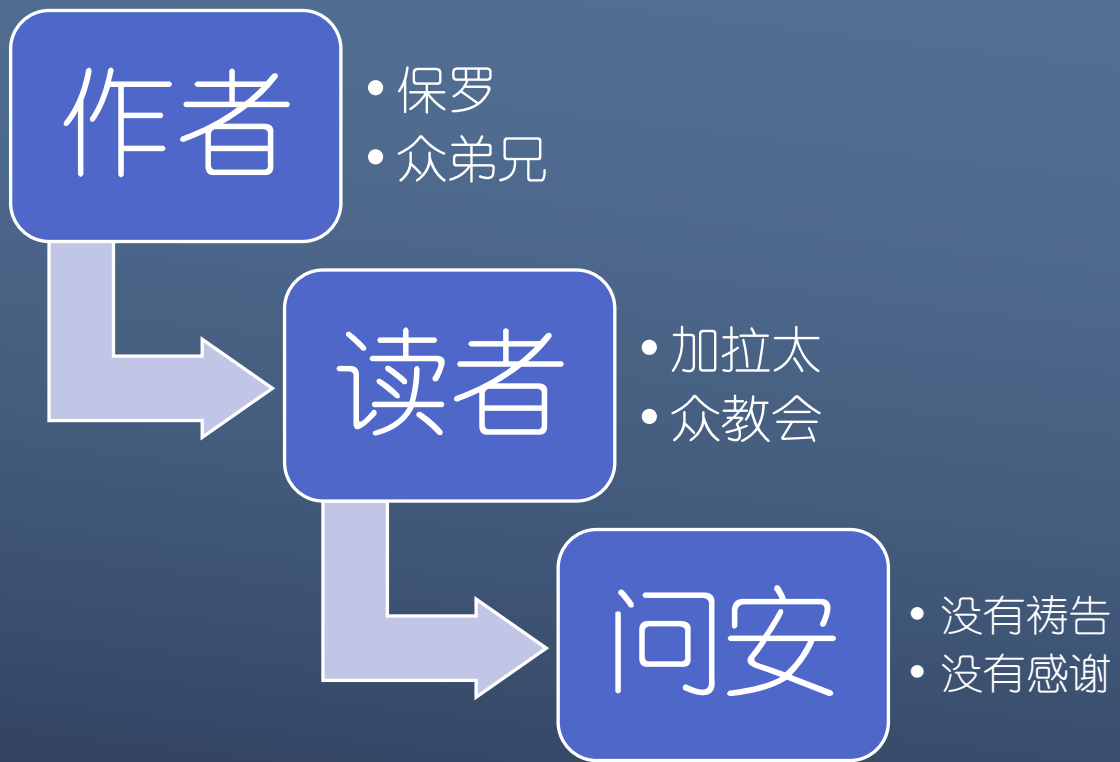 作者
• 保罗
• 众弟兄
读者
• 加拉太
• 众教会
问安
• 没有祷告
• 没有感谢